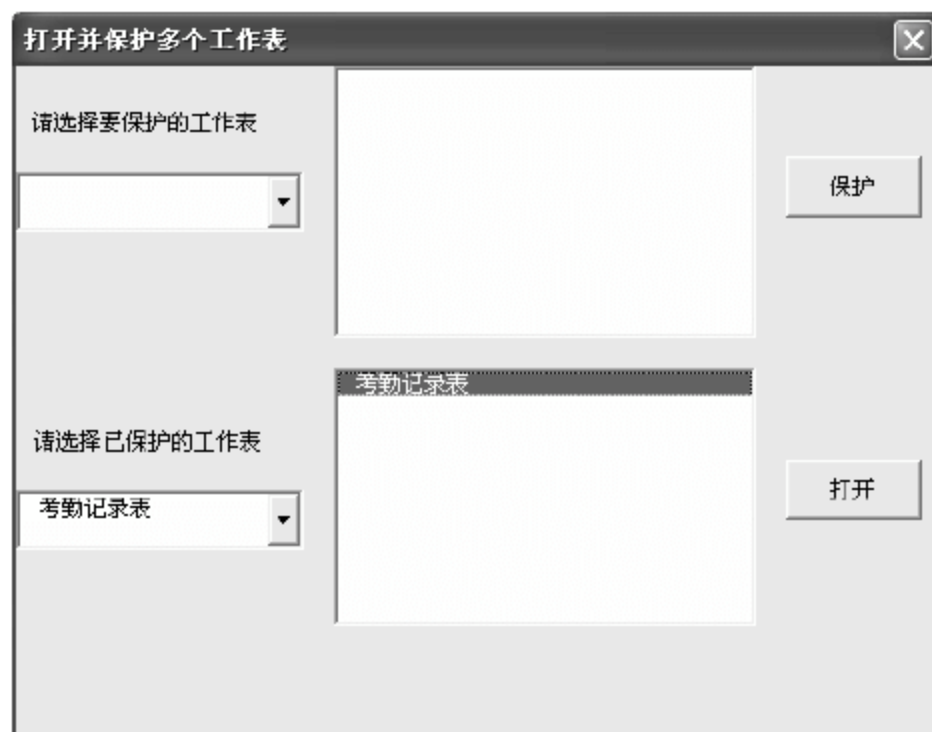 打开并保护多个工作表
请选择要保护的工作表
保护
考勤记录表
请选择已保护的工作表
考勤记录表
打开